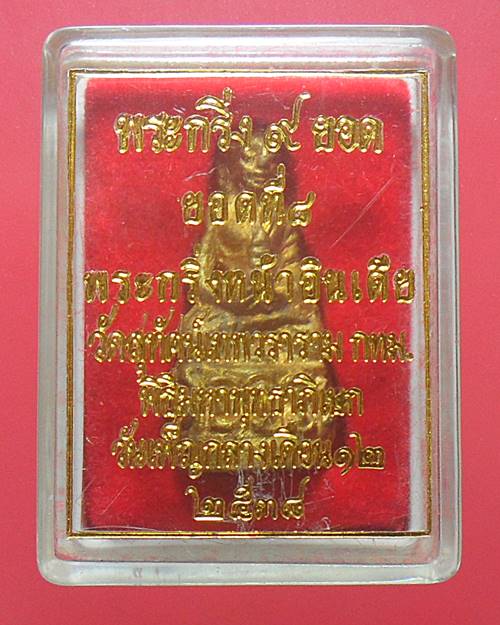 พระกริ่ง ๙ ยอด
ยอดที่๘
พระกริ่งหน้าอินเดีย
วัดสุทัศน์เทพวราราม กทม.
พิธีมหาพุทธาภิเษก
วันเพ็ญกลางเดือน๑๒
๒๕๓๘